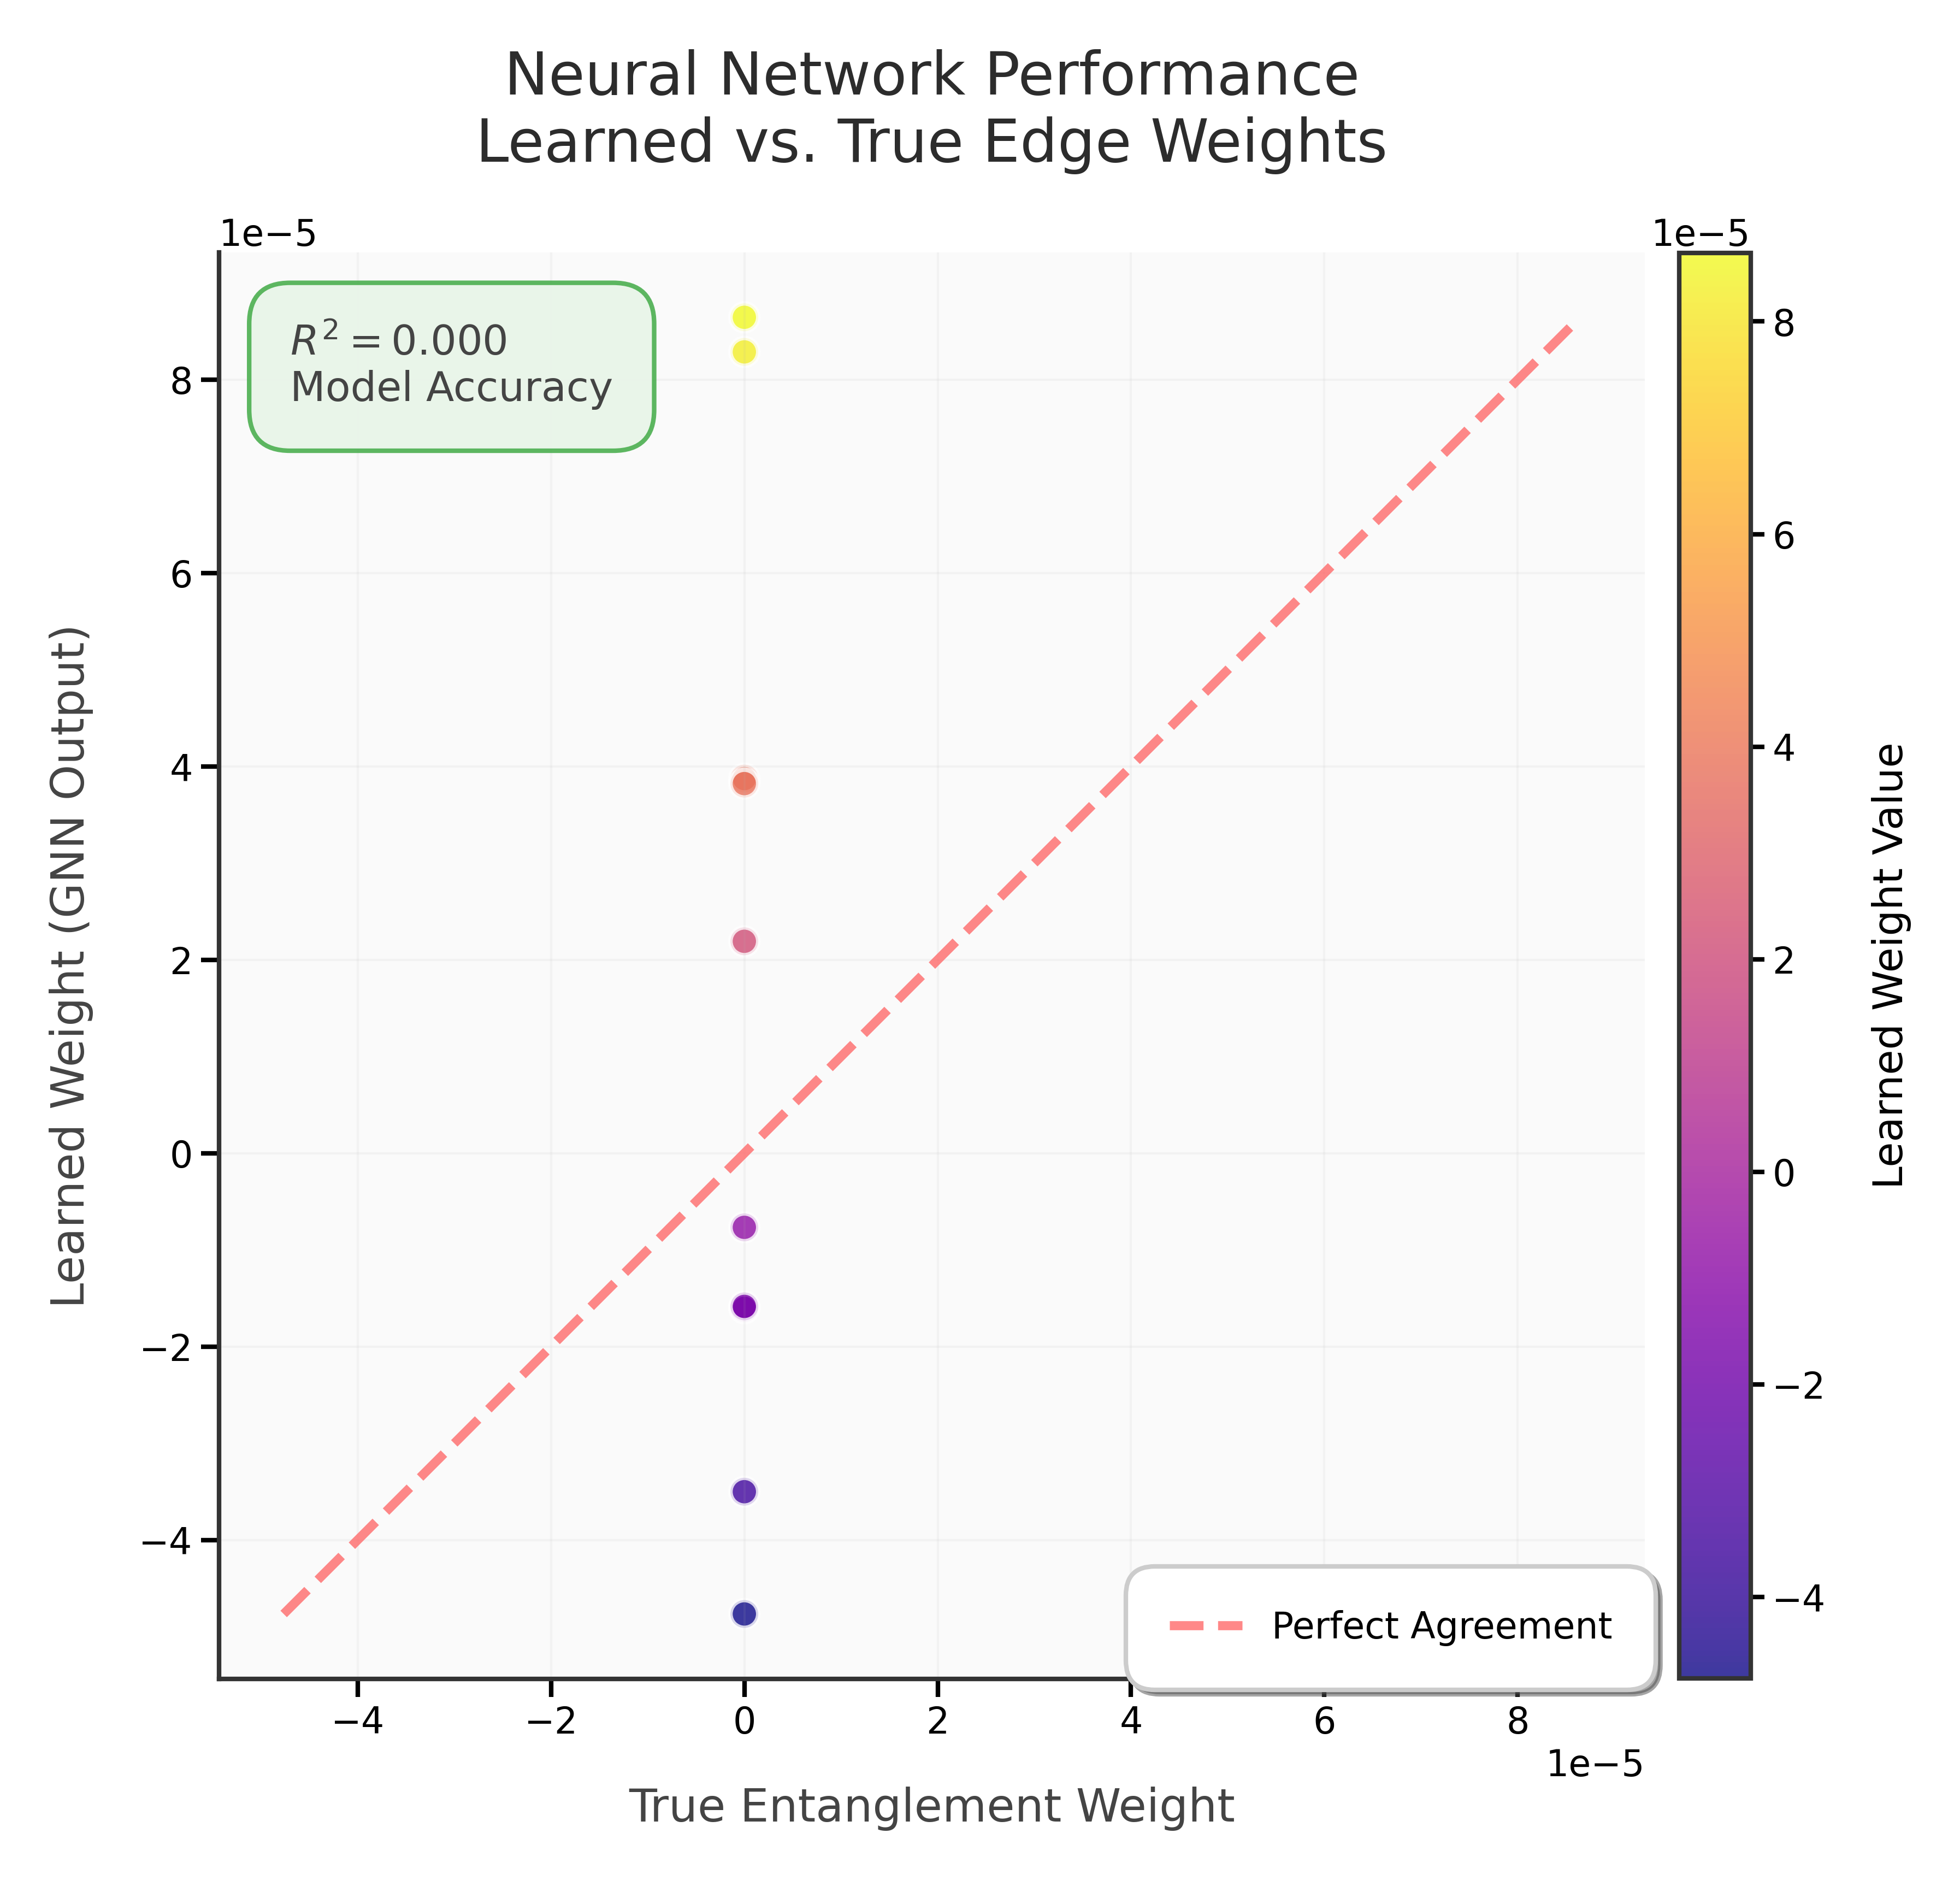 Neural Network Performance
Learned vs. True Edge Weights
1e−5
1e−5
R² = 0.000
Model Accuracy
8
6
4
2
0
−2
−4
Learned Weight (GNN Output)
−4
−2
0
2
4
6
8
1e−5
True Entanglement Weight
Perfect Agreement
8
6
4
2
0
−2
−4
Learned Weight Value